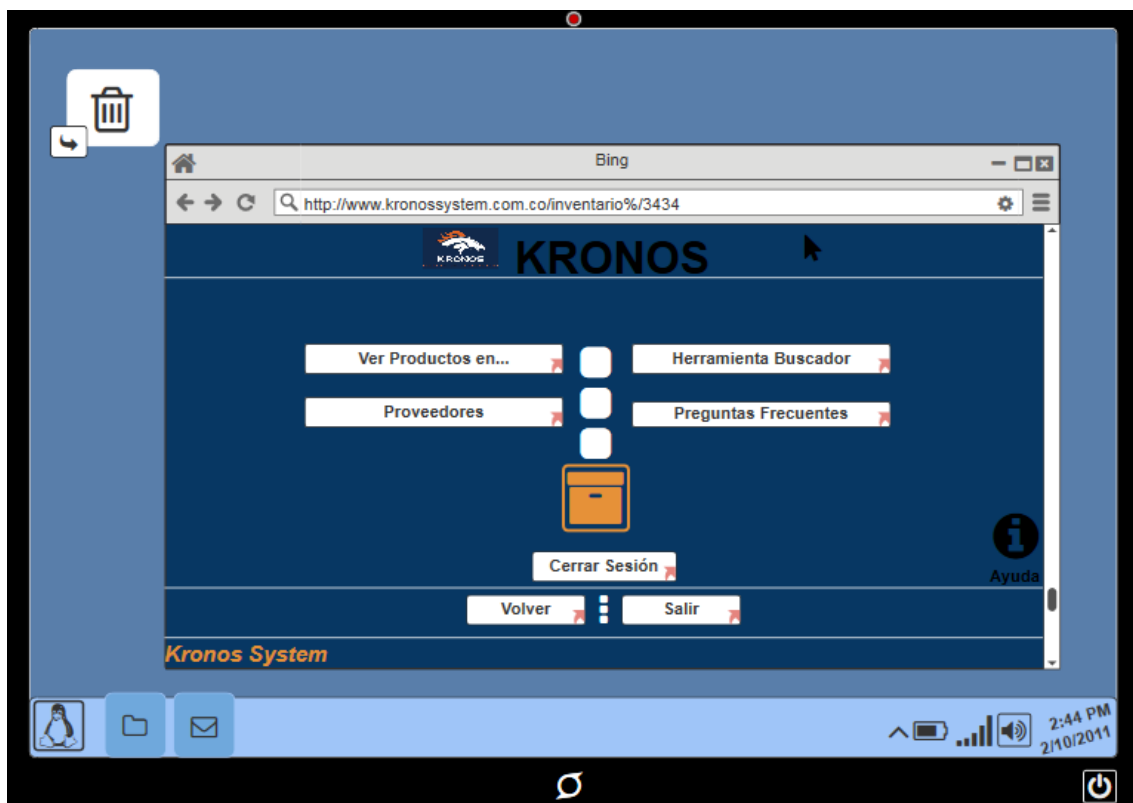 Bing
http://www.kronossystem.com.co/inventario%/3434
KRONOS KRONOS
Ver Productos en... Herramienta Buscador
Proveedores Preguntas Frecuentes
Cerrar Sesión
Ayuda
Volver Salir
Kronos System
2:44 PM
2/10/2011